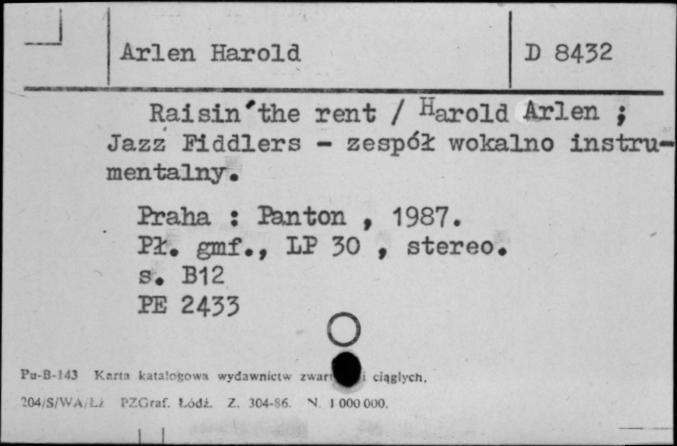 Arlen Harold
D 8432
Raisin'the rent / Harold Arlen ;
Jazz Fiddlers - zespół wokalno instru-
mentalny.
Praha : Panton , 1987.
Pł. gmf., LP 30 , stereo.
s. B12
PE 2433
Pu-B-143 Karta katalogowa wydawnictw i ciągłych.
204/S/WA/Łż PZGraf. Łódź. Z. 304-86. N. 1 000 000.